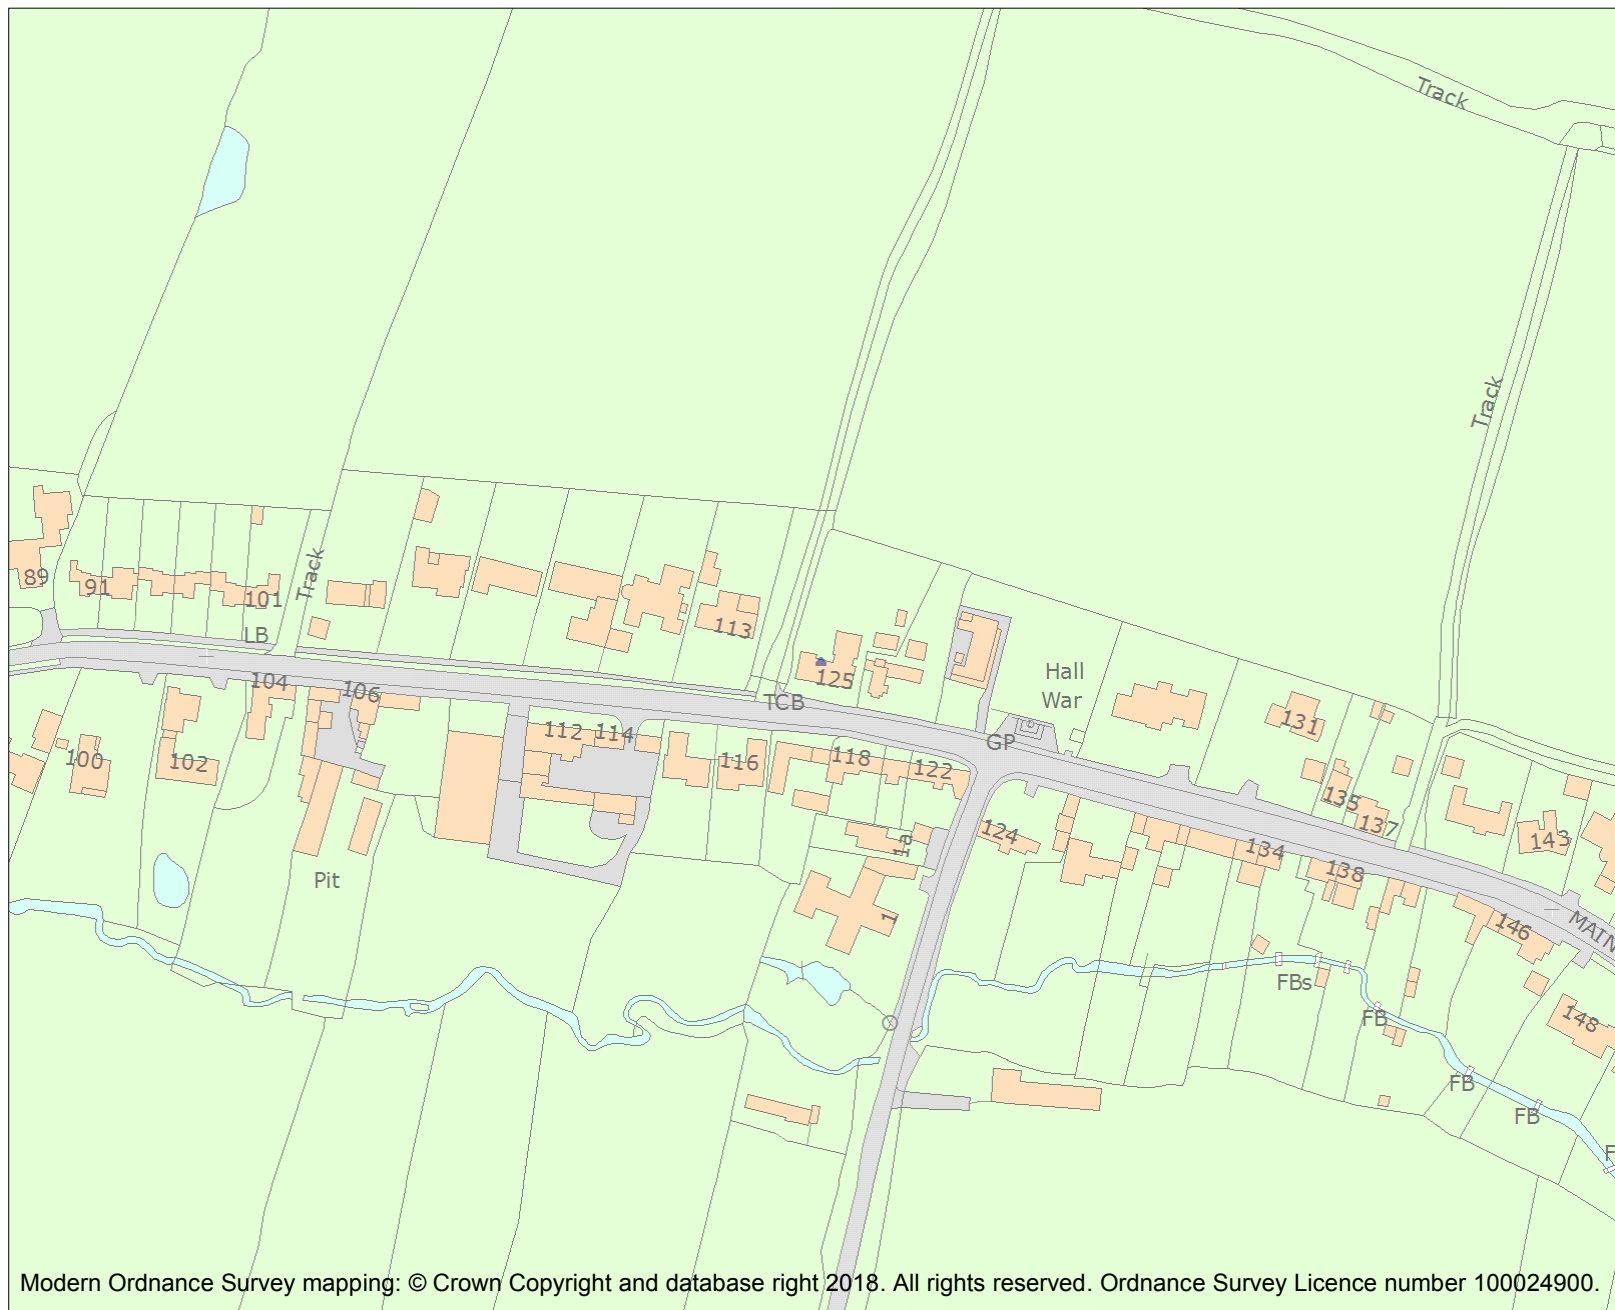 Track
Track
Track
89
91
101
LB
113
125
TCB
Hall
War
GP
131
135
137
143
104
106
100
102
112
114
116
118
122
124
134
138
146
MAIN
148
1a
1
Pit
FBs
FB
FB
FB
F
Modern Ordnance Survey mapping: © Crown Copyright and database right 2018. All rights reserved. Ordnance Survey Licence number 100024900.